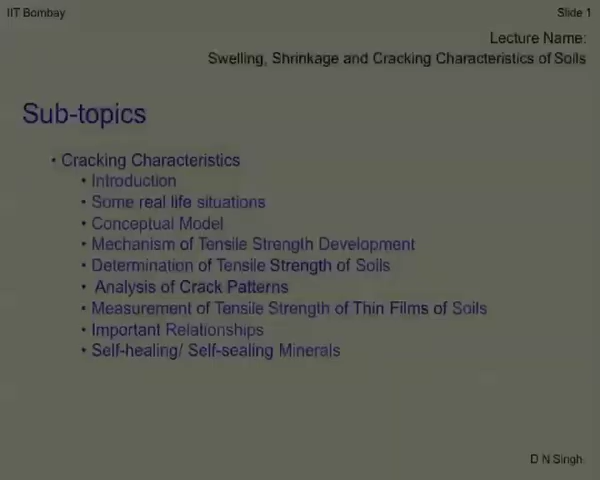 IIT Bombay
Slide 1
Lecture Name:
Swelling, Shrinkage and Cracking Characteristics of Soils
Sub-topics
• Cracking Characteristics
• Introduction
• Some real life situations
• Conceptual Model
• Mechanism of Tensile Strength Development
• Determination of Tensile Strength of Soils
• Analysis of Crack Patterns
• Measurement of Tensile Strength of Thin Films of Soils
• Important Relationships
• Self-healing/ Self-sealing Minerals
D N Singh